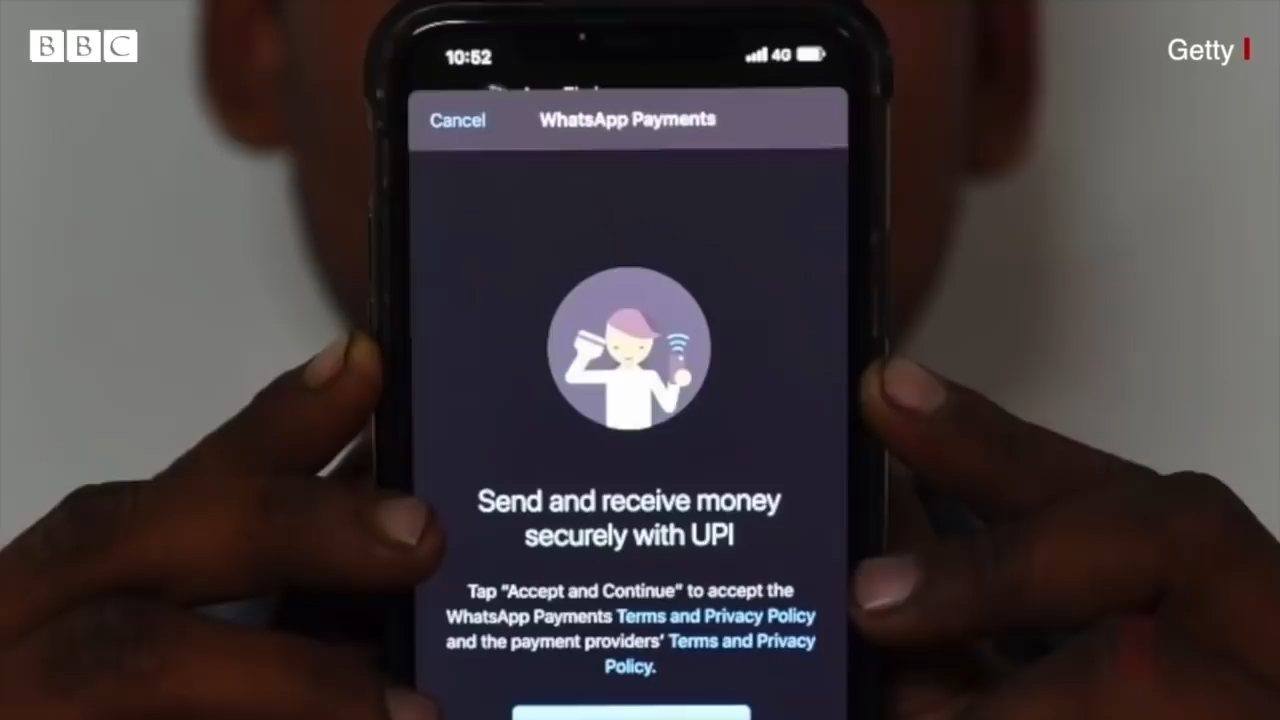 BBC
Getty
10:52
4G
Cancel
WhatsApp Payments
Send and receive money
securely with UPI
Tap “Accept and Continue” to accept the
WhatsApp Payments Terms and Privacy Policy
and the payment providers’ Terms and Privacy
Policy.